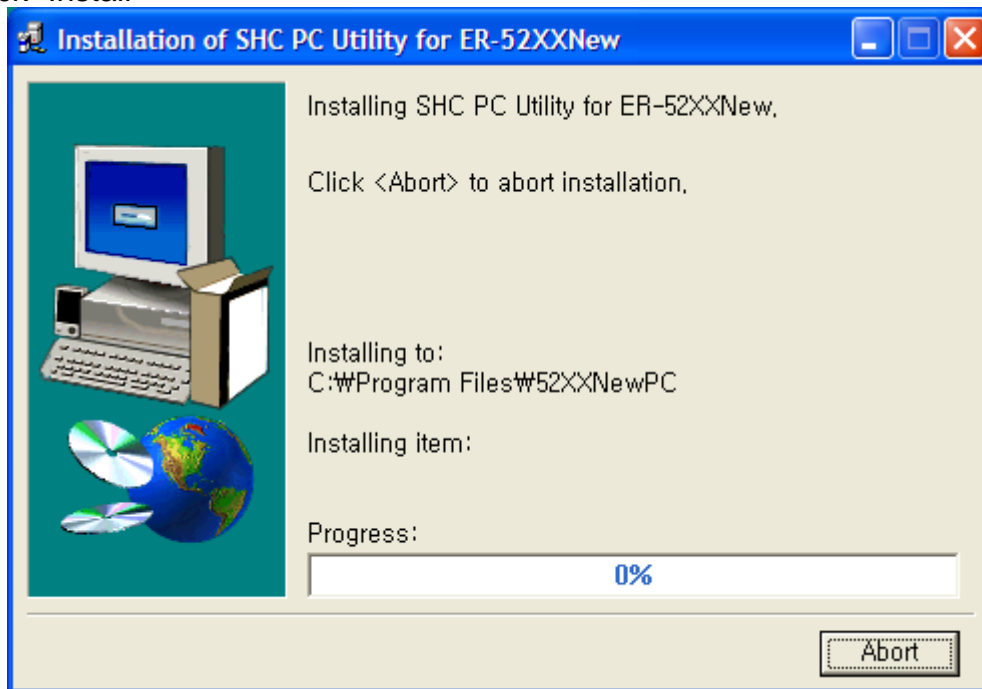 Install
Installation of SHC PC Utility for ER-52XXNew
Installing SHC PC Utility for ER-52XXNew,
Click <Abort> to abort installation,
Installing to:
C:₩Program Files₩52XXNewPC
Installing item:
Progress:
0%
Abort